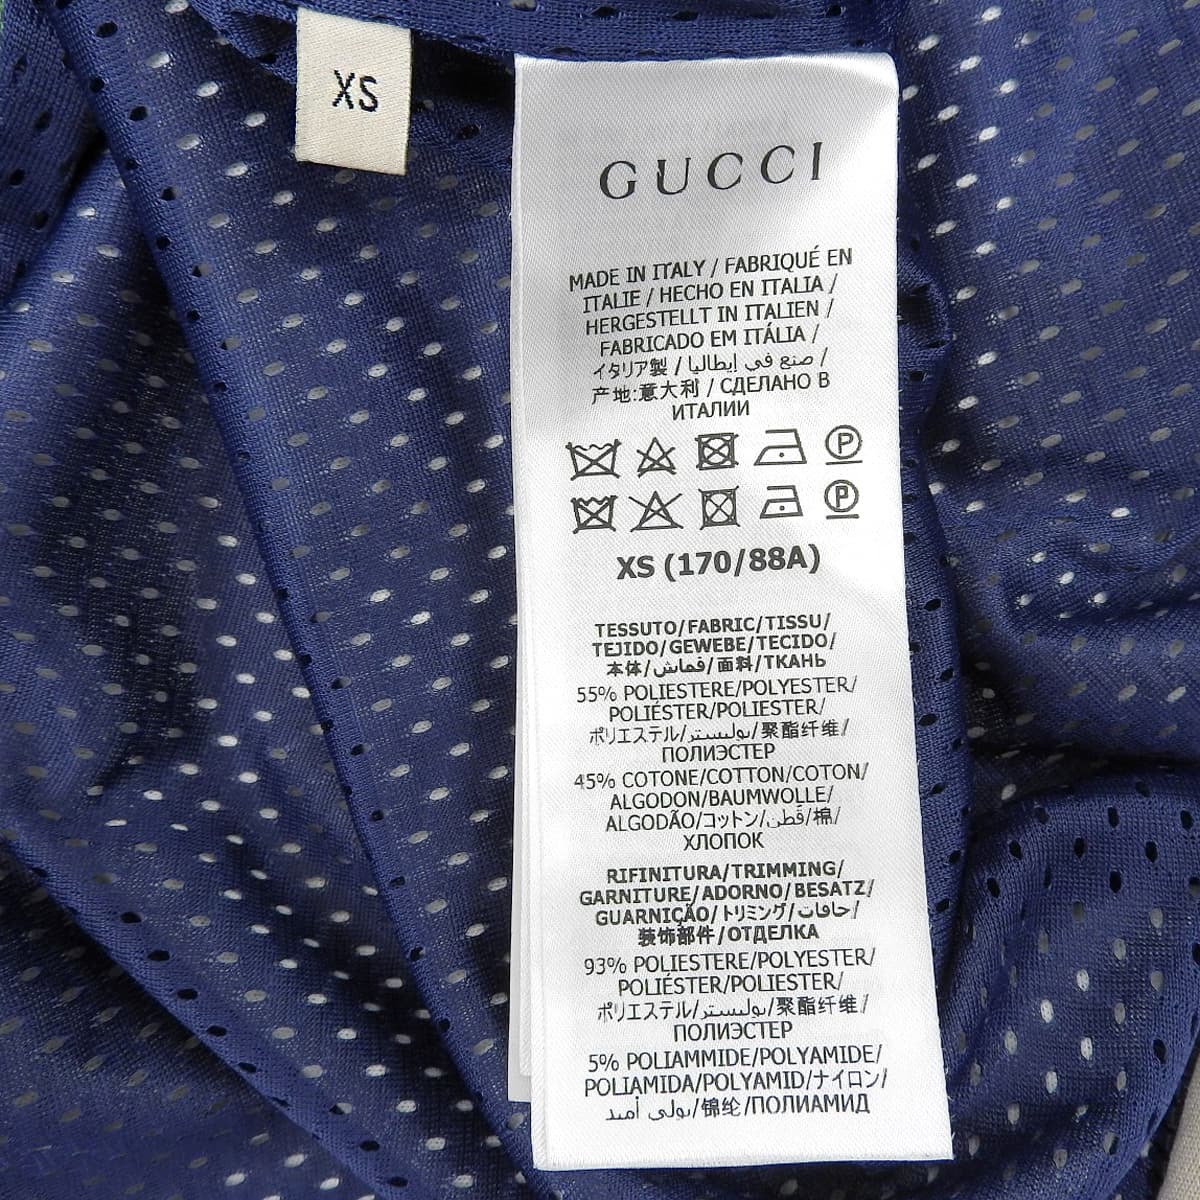 XS
GUCCI
MADE IN ITALY / FABRIQUÉ EN
ITALIE / HECHO EN ITALIA /
HERGESTELLT IN ITALIEN /
FABRICADO EM ITÁLIA /
イタリア製 / صنع في إيطاليا /
产地:意大利 / СДЕЛАНО В
ИТАЛИИ
P
P
XS (170/88A)
TESSUTO/FABRIC/TISSU/
TEJIDO/GEWEBE/TECIDO/
本体/قماش/面料/ТКАНЬ
55% POLIESTERE/POLYESTER/
POLIÉSTER/POLIESTER/
ポリエステル/بوليستر/聚酯纤维/
ПОЛИЭСТЕР
45% COTONE/COTTON/COTON/
ALGODON/BAUMWOLLE/
ALGODÃO/コットン/قطن/棉/
ХЛОПОК
RIFINITURA/TRIMMING/
GARNITURE/ADORNO/BESATZ/
GUARNIÇÃO/トリミング/حافات/
装饰部件/ОТДЕЛКА
93% POLIESTERE/POLYESTER/
POLIÉSTER/POLIESTER/
ポリエステル/بوليستر/聚酯纤维/
ПОЛИЭСТЕР
5% POLIAMMIDE/POLYAMIDE/
POLIAMIDA/POLYAMID/ナイロン/
بولي أميد/锦纶/ПОЛИАМИД